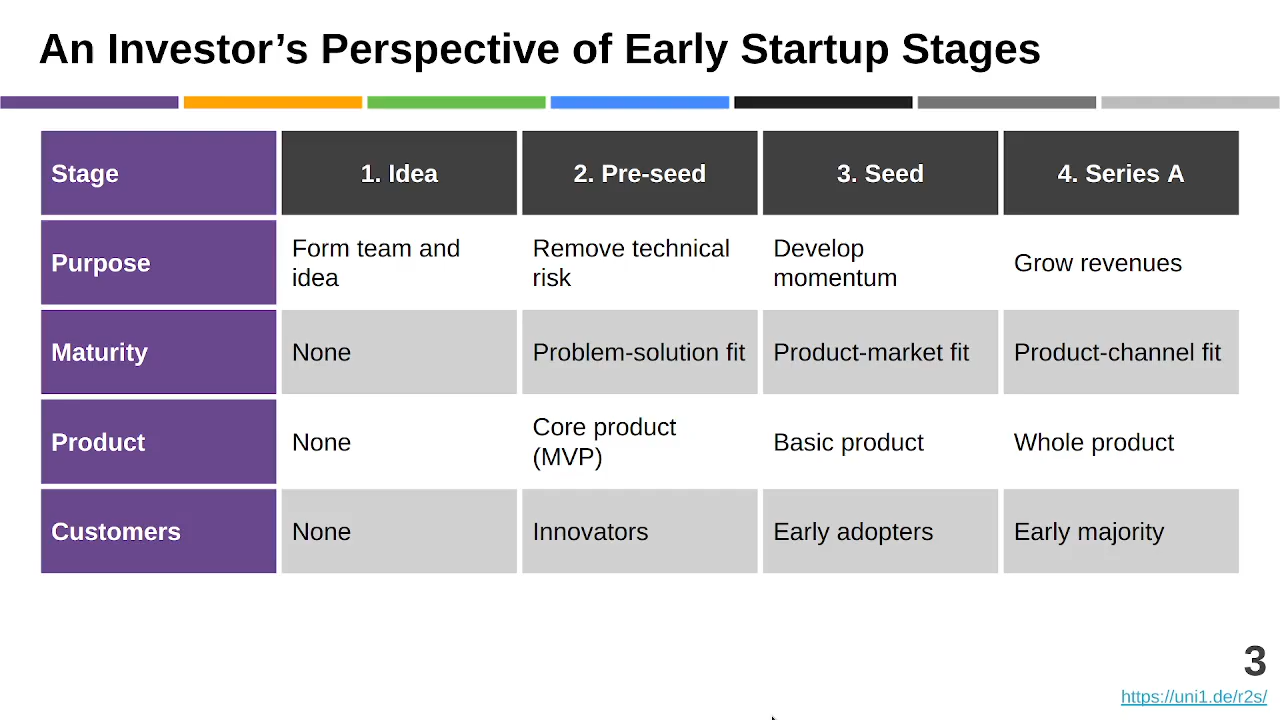 An Investor’s Perspective of Early Startup Stages
Stage
1. Idea
2. Pre-seed
3. Seed
4. Series A
Purpose
Form team and
idea
Remove technical
risk
Develop
momentum
Grow revenues
Maturity
None
Problem-solution fit
Product-market fit
Product-channel fit
Product
None
Core product
(MVP)
Basic product
Whole product
Customers
None
Innovators
Early adopters
Early majority
3
https://uni1.de/r2s/